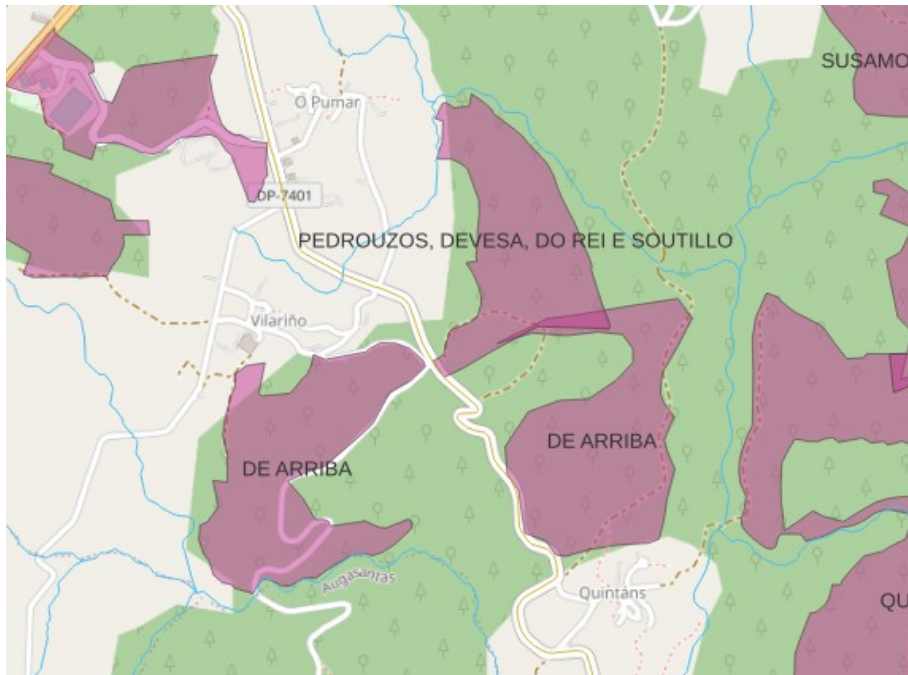 SUSAMO
O Pumar
DP-7401
PEDROUZOS, DEVESA, DO REI E SOUTILLO
Vilariño
DE ARRIBA
DE ARRIBA
Augasantas
Quintáns
QU